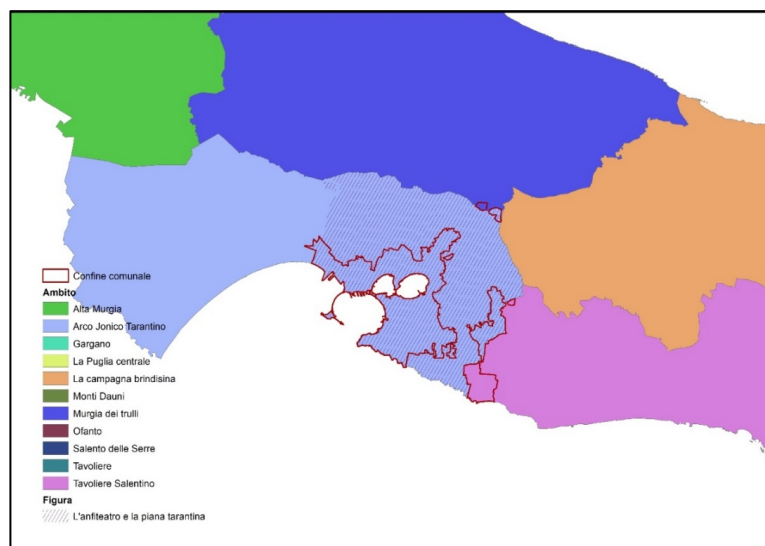 Confine comunale
Ambito
Alta Murgia
Arco Jonico Tarantino
Gargano
La Puglia centrale
La campagna brindisina
Monti Dauni
Murgia dei trulli
Ofanto
Salento delle Serre
Tavoliere
Tavoliere Salentino
Figura
L'anfiteatro e la piana tarantina